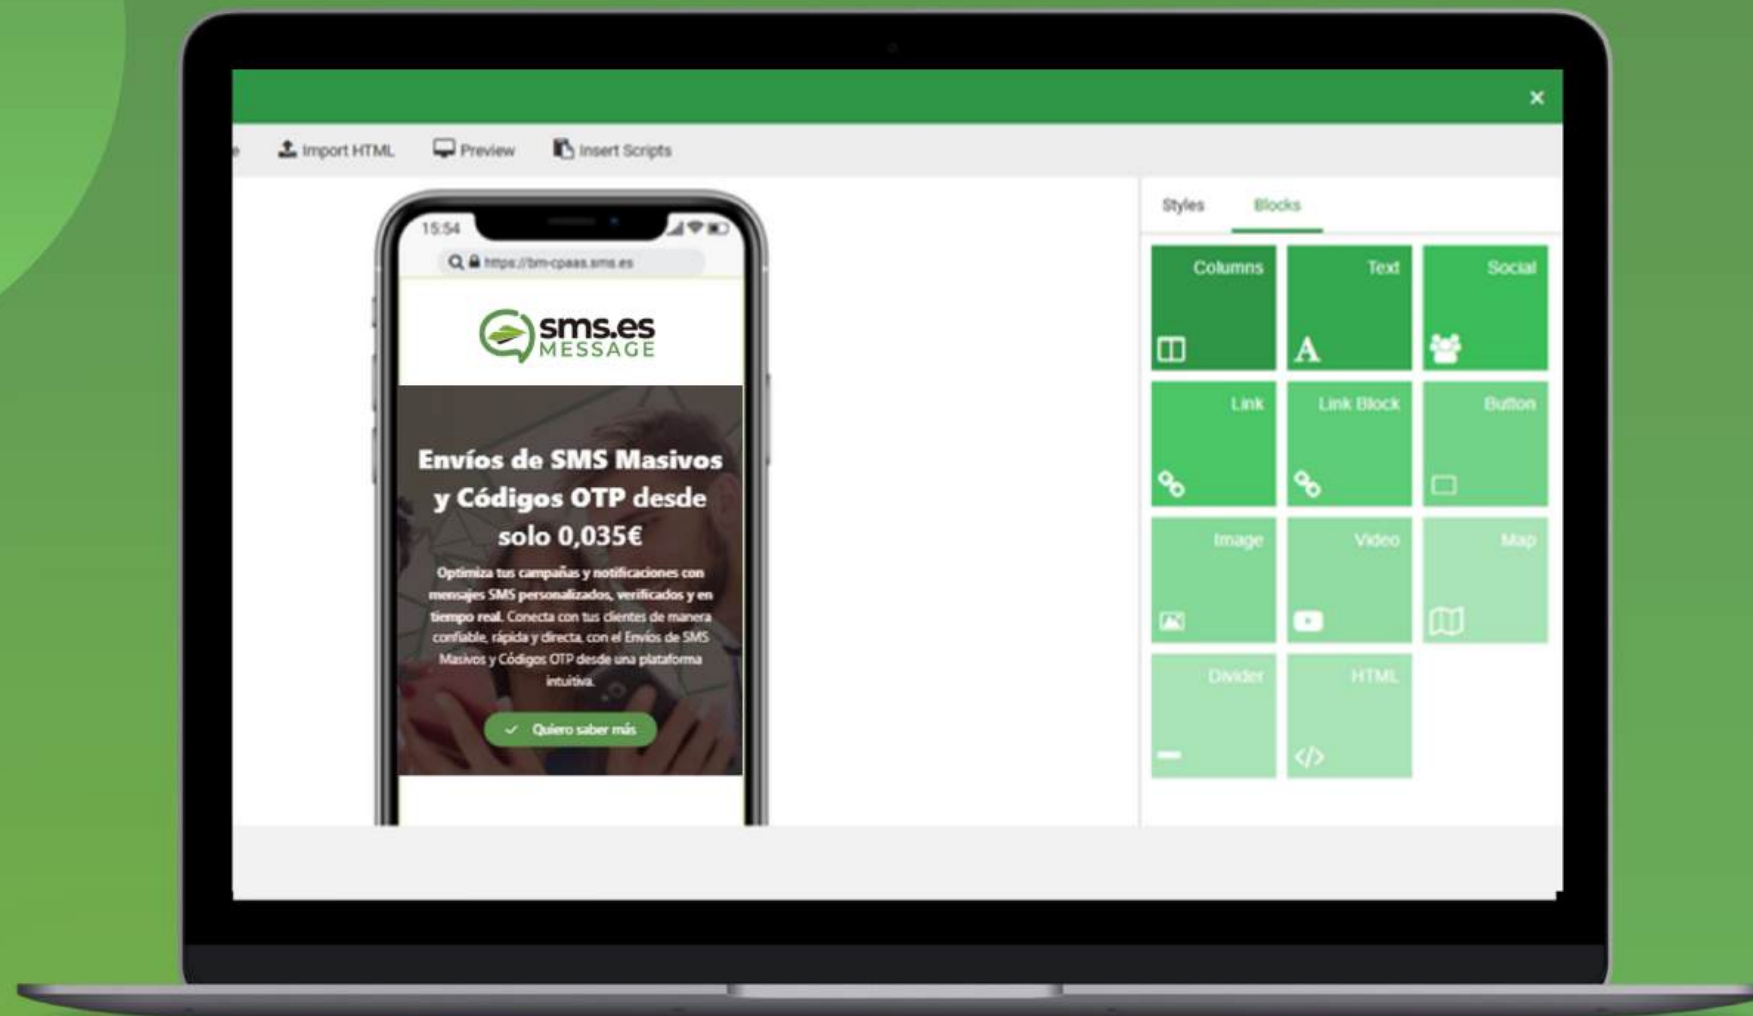 Import HTML
Preview
Insert Scripts
15:54
https://bm-cpaas.sms.es
sms.es
MESSAGE
Envíos de SMS Masivos
y Códigos OTP desde
solo 0,035€
Optimiza tus campañas y notificaciones con
mensajes SMS personalizados, verificados y en
tiempo real. Conecta con tus clientes de manera
confiable, rápida y directa, con el Envíos de SMS
Masivos y Códigos OTP desde una plataforma
intuitiva.
Quiero saber más
Styles
Blocks
Columns
Text
Social
Link
Link Block
Button
Image
Video
Map
Divider
HTML